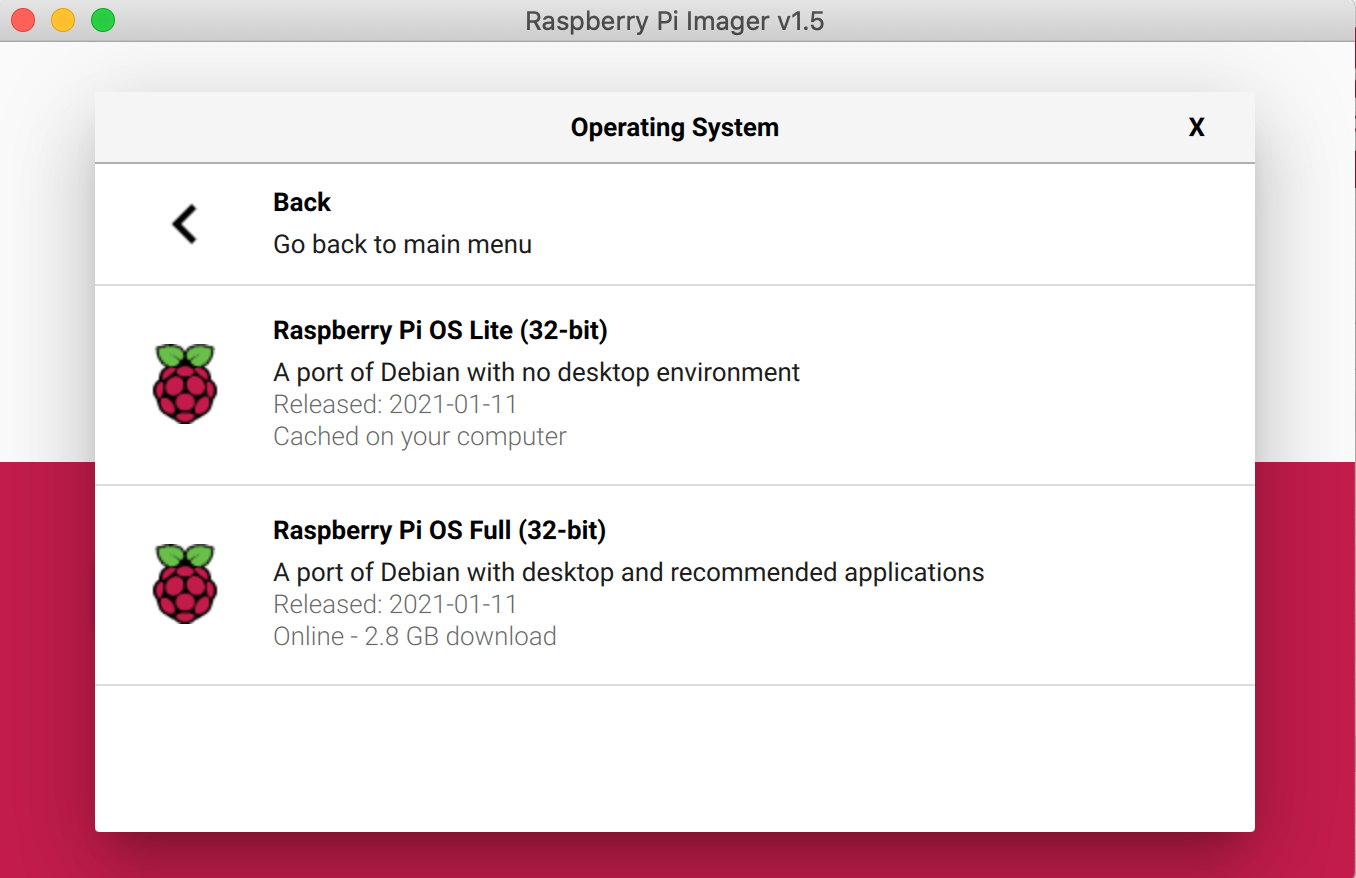 Raspberry Pi Imager v1.5
Operating System
X
Back
Go back to main menu
Raspberry Pi OS Lite (32-bit)
A port of Debian with no desktop environment
Released: 2021-01-11
Cached on your computer
Raspberry Pi OS Full (32-bit)
A port of Debian with desktop and recommended applications
Released: 2021-01-11
Online - 2.8 GB download